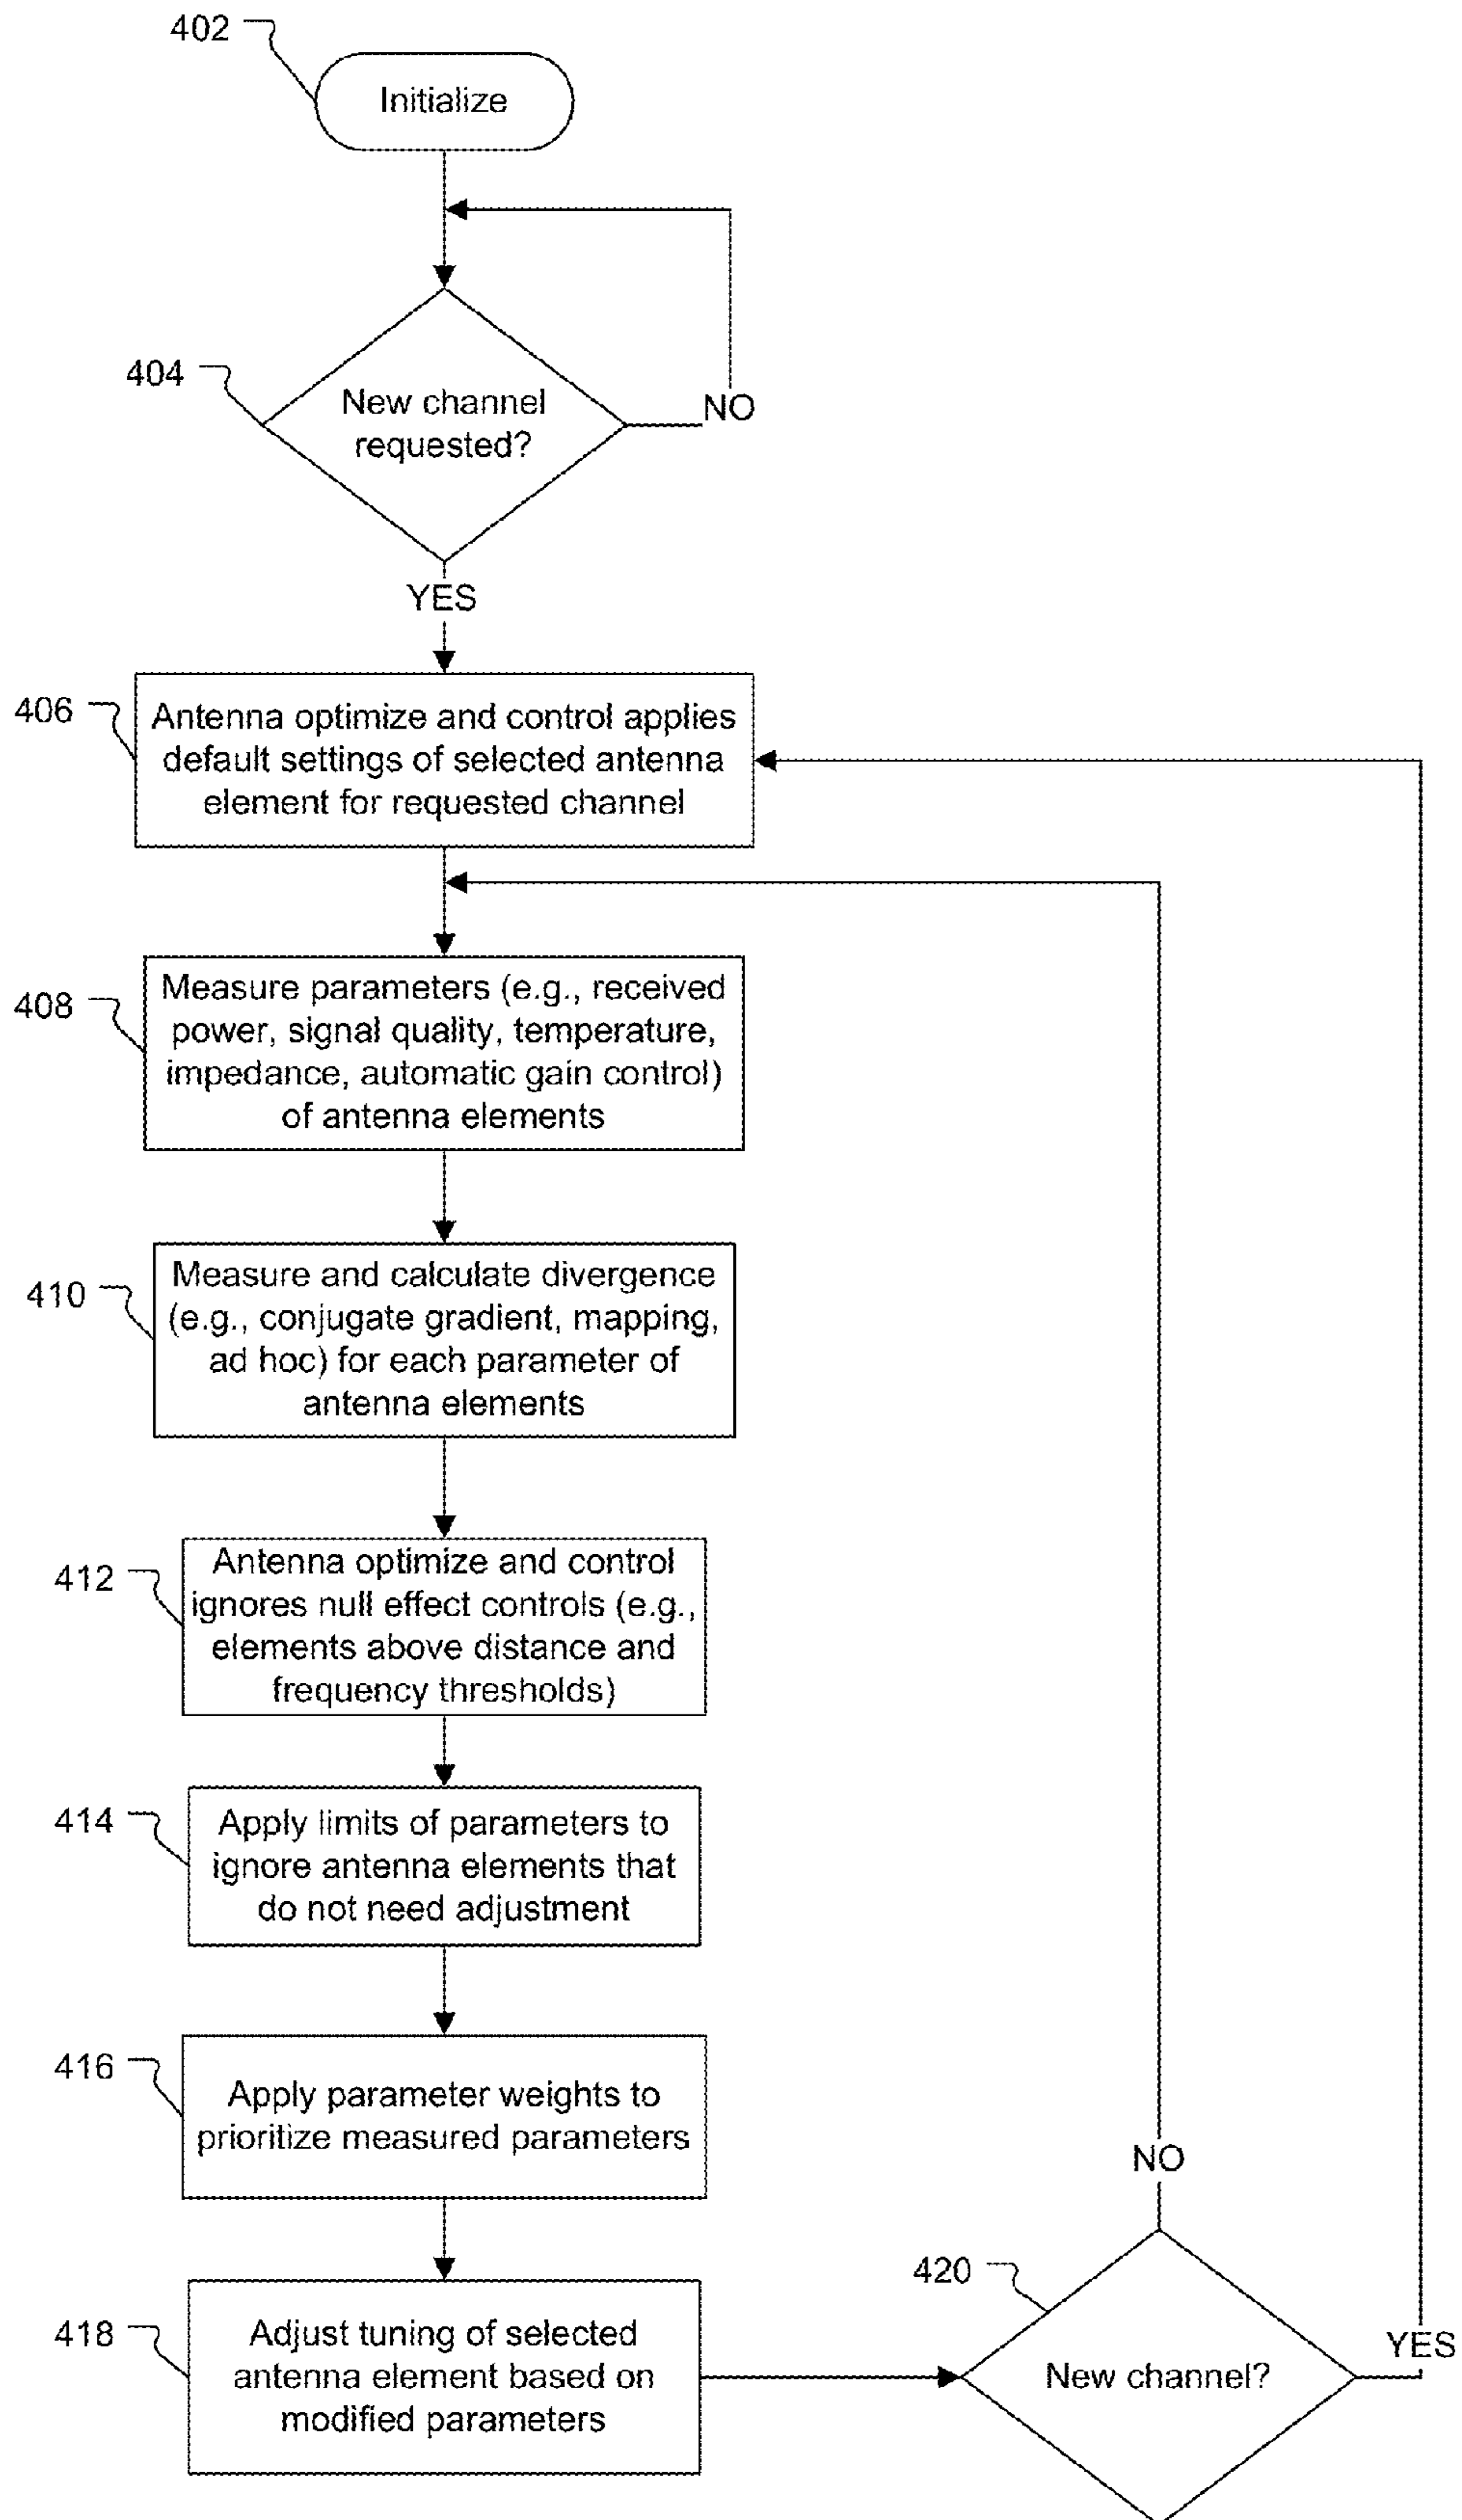 402
Initialize
404
New channel
requested?
NO
YES
406
Antenna optimize and control applies
default settings of selected antenna
element for requested channel
408
Measure parameters (e.g., received
power, signal quality, temperature,
impedance, automatic gain control)
of antenna elements
410
Measure and calculate divergence
(e.g., conjugate gradient, mapping,
ad hoc) for each parameter of
antenna elements
412
Antenna optimize and control
ignores null effect controls (e.g.,
elements above distance and
frequency thresholds)
414
Apply limits of parameters to
ignore antenna elements that
do not need adjustment
416
Apply parameter weights to
prioritize measured parameters
418
Adjust tuning of selected
antenna element based on
modified parameters
420
New channel?
NO
YES